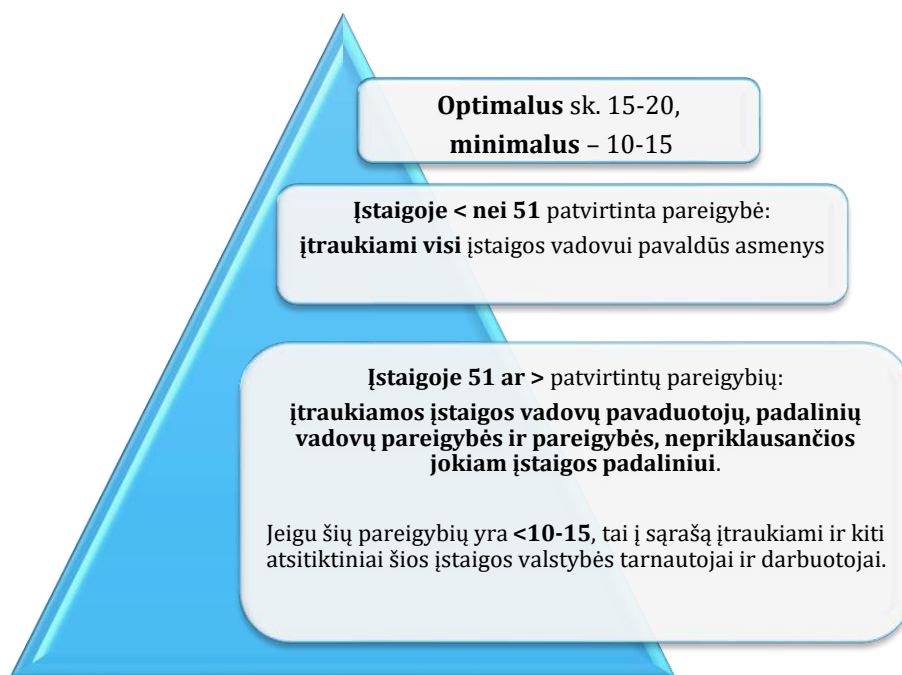 Optimalus sk. 15-20,
minimalus – 10-15
Įstaigoje < nei 51 patvirtinta pareigybė:
įtraukiami visi įstaigos vadovui pavaldūs asmenys
Įstaigoje 51 ar > patvirtintų pareigybių:
įtraukiamos įstaigos vadovų pavaduotojų, padalinių
vadovų pareigybės ir pareigybės, nepriklausančios
jokiam įstaigos padaliniui.
Jeigu šių pareigybių yra <10-15, tai į sąrašą įtraukiami ir kiti
atsitiktiniai šios įstaigos valstybės tarnautojai ir darbuotojai.